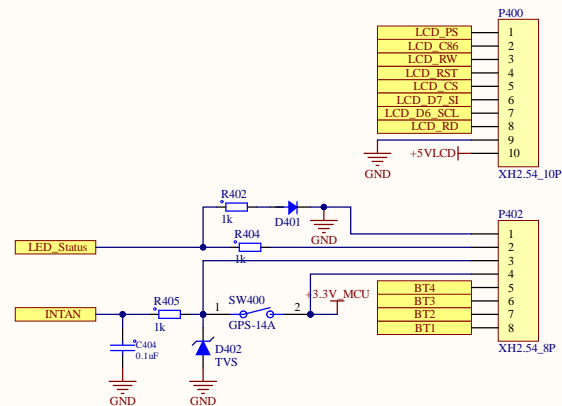 P400
LCD_PS 1
LCD_C86 2
LCD_RW 3
LCD_RST 4
LCD_CS 5
LCD_D7_SI 6
LCD_D6_SCL 7
LCD_RD 8
9
+5VLCD 10
GND
XH2.54_10P
R402
1k
D401
GND
P402
LED_Status
R404
1k
1
2
3
4
INTAN
R405
1k
1
SW400
2
GPS-14A
+3.3V_MCU
BT4 5
BT3 6
BT2 7
BT1 8
XH2.54_8P
C404
0.1uF
D402
TVS
GND
GND